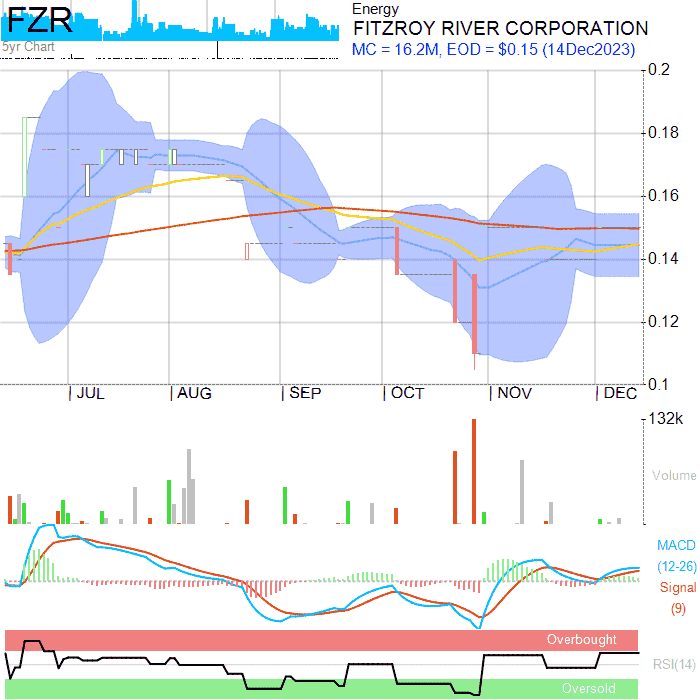 FZR
Energy
FITZROY RIVER CORPORATION
MC = 16.2M, EOD = $0.15 (14Dec2023)
5yr Chart
0.2
0.18
0.16
0.14
0.12
0.1
JUL AUG SEP OCT NOV DEC
132k
Volume
MACD
(12-26)
Signal
(9)
Overbought
RSI(14)
Oversold